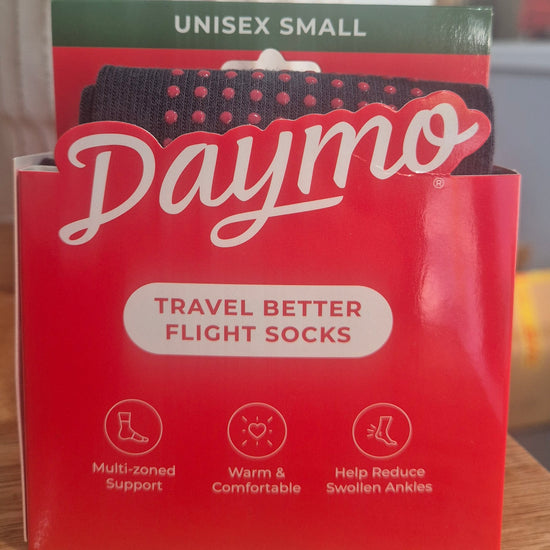 UNISEX SMALL
Daymo
®
TRAVEL BETTER
FLIGHT SOCKS
Multi-zoned
Support
Warm &
Comfortable
Help Reduce
Swollen Ankles